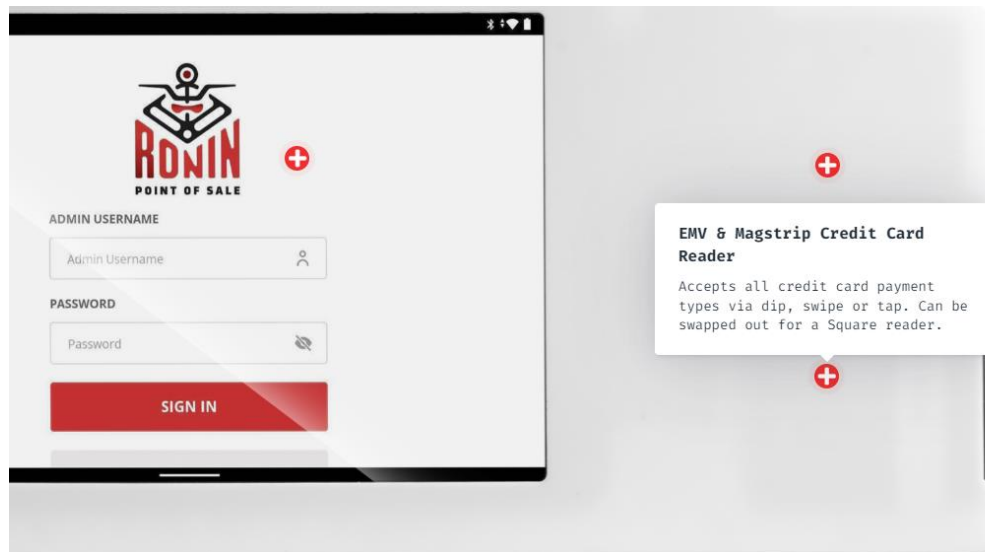 RONIN
POINT OF SALE
ADMIN USERNAME
Admin Username
PASSWORD
Password
SIGN IN
EMV & Magstrip Credit Card
Reader
Accepts all credit card payment
types via dip, swipe or tap. Can be
swapped out for a Square reader.